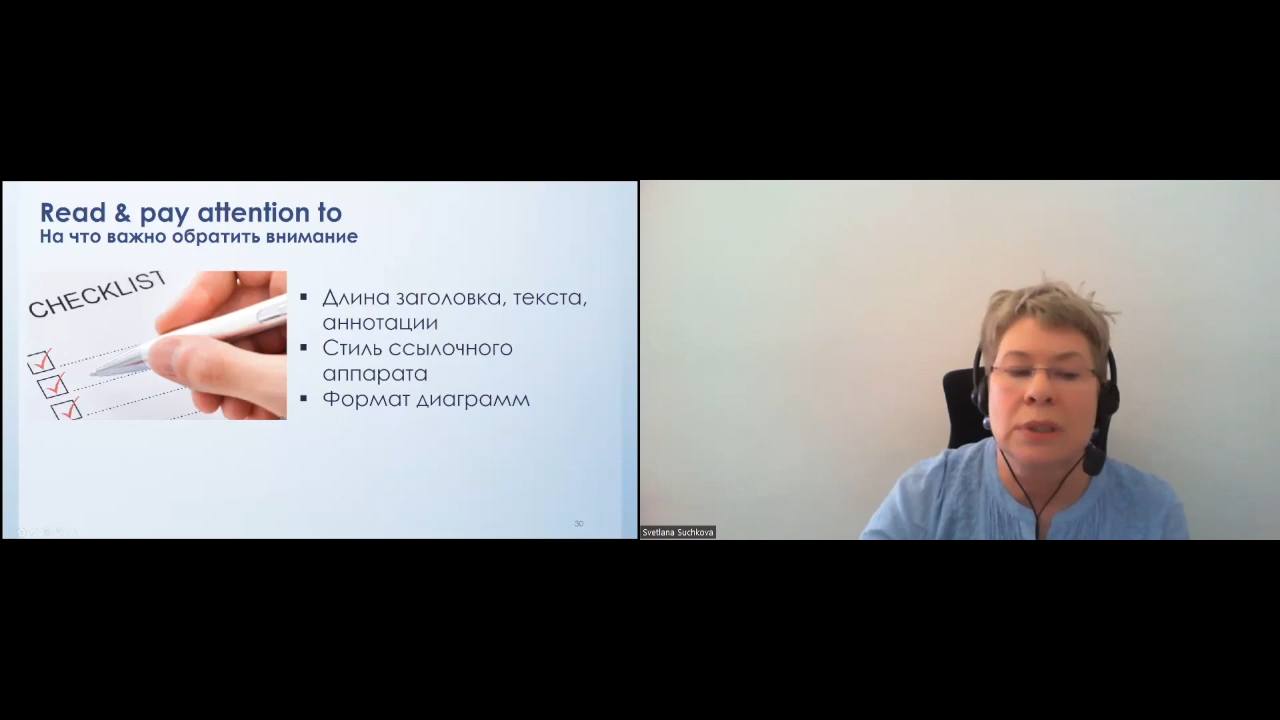 Read & pay attention to
На что важно обратить внимание
CHECKLIST
▪ Длина заголовка, текста,
аннотации
▪ Стиль ссылочного
аппарата
▪ Формат диаграмм
30
Svetlana Suchkova